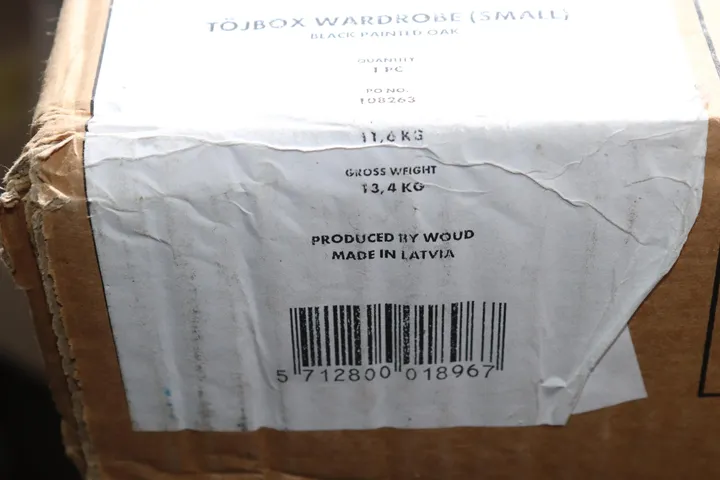 TÖJBOX WARDROBE (SMALL)
BLACK PAINTED OAK
QUANTITY
1 PC
PO NO.
108263
11,6 KG
GROSS WEIGHT
13,4 KG
PRODUCED BY WOUD
MADE IN LATVIA
5 712800 018967